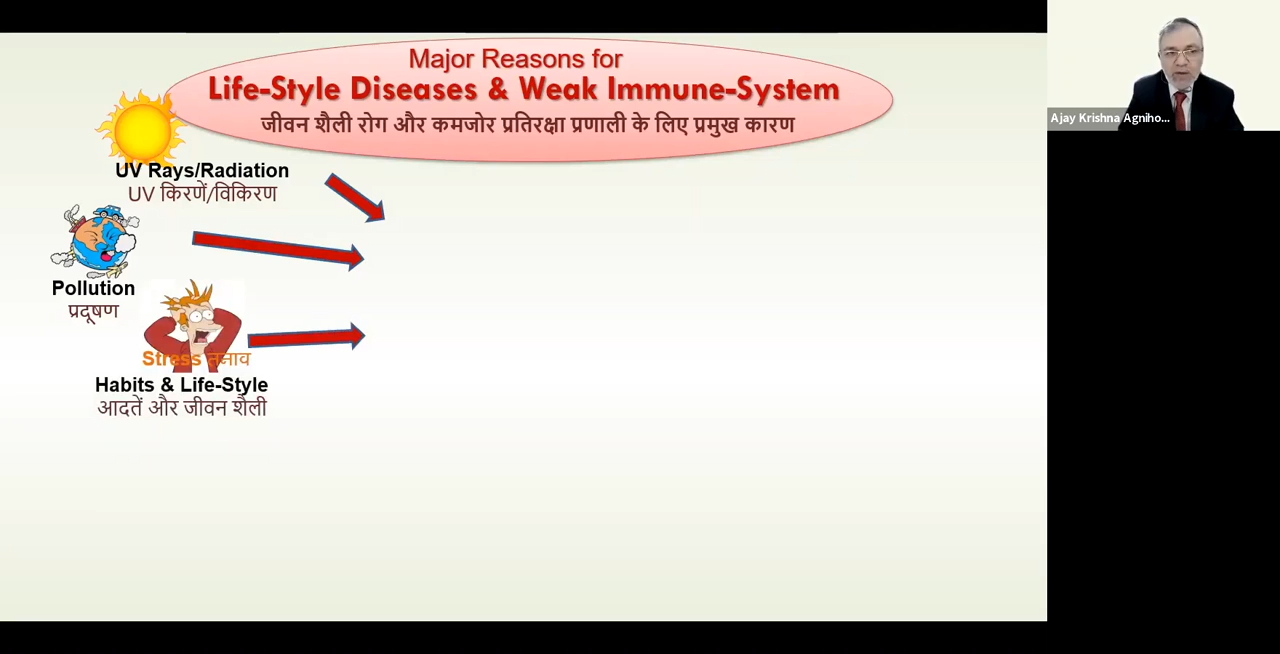 Major Reasons for
Life-Style Diseases & Weak Immune-System
जीवन शैली रोग और कमजोर प्रतिरक्षा प्रणाली के लिए प्रमुख कारण
Ajay Krishna Agniho...
UV Rays/Radiation
UV किरणें/विकिरण
Pollution
प्रदूषण
Stress तनाव
Habits & Life-Style
आदतें और जीवन शैली